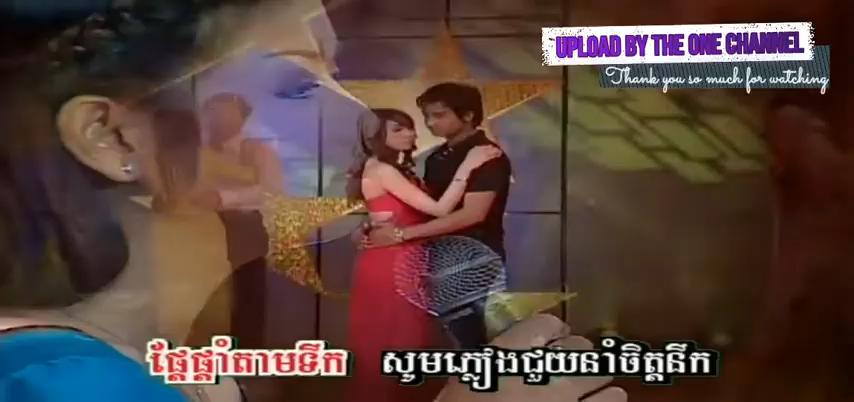 UPLOAD BY THE ONE CHANNEL
Thank you so much for watching
ផ្ដែផ្ដាំតាមទឹក សូមភ្លៀងជួយនាំចិត្តនឹក